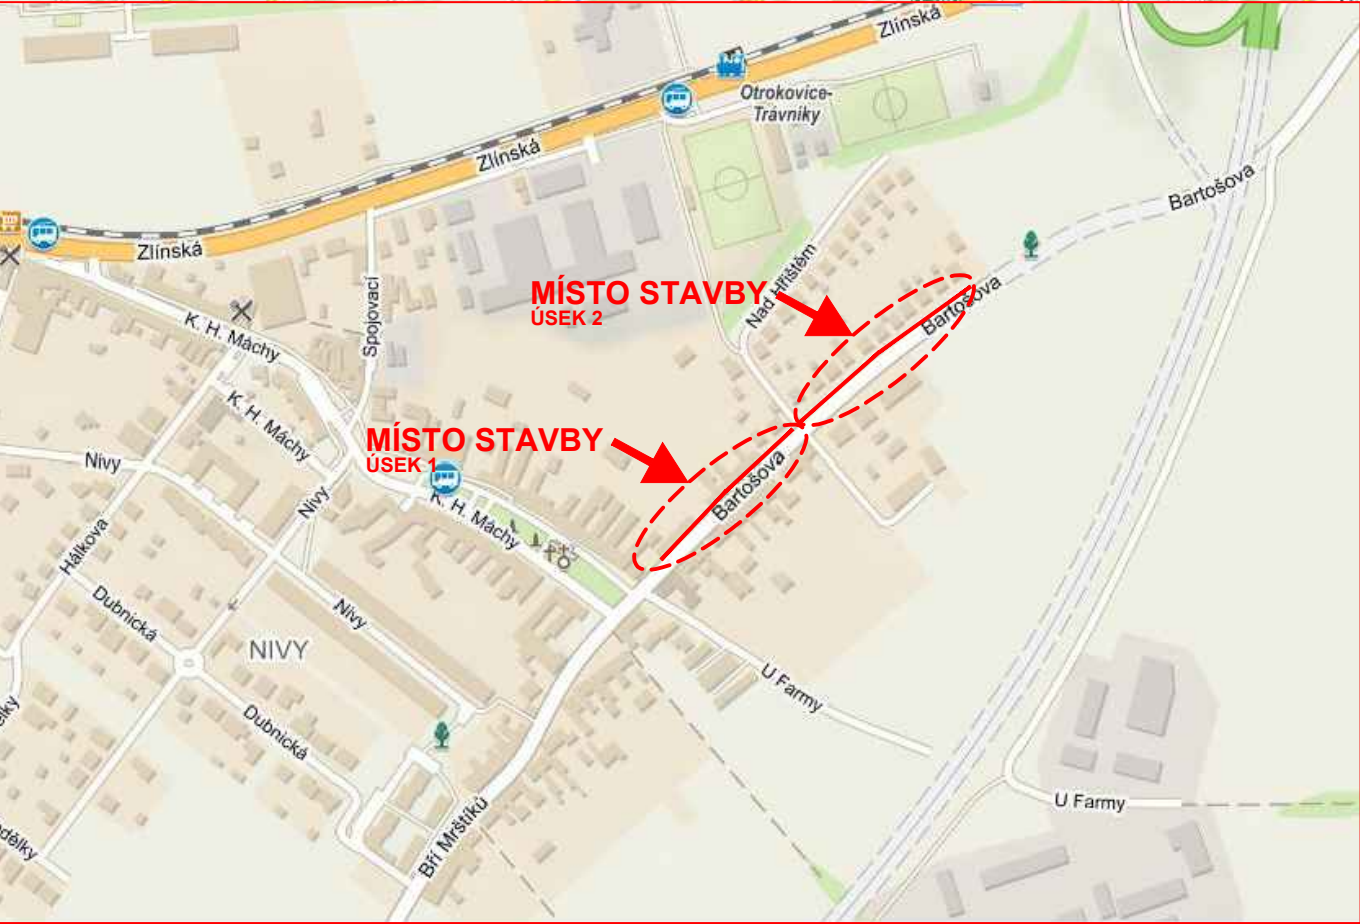 Zlínská
Otrokovice-
Trávníky
Zlínská
Bartošova
Zlínská
Spojovací
Nad Hřištěm
MÍSTO STAVBY
ÚSEK 2
Bartošova
K. H. Máchy
K. H. Máchy
MÍSTO STAVBY
ÚSEK 1
Nivy
Nivy
K. H. Máchy
Bartošova
Hálkova
Dubnická
Nivy
NIVY
U Farmy
Dubnická
U Farmy
Bří Mrštíků